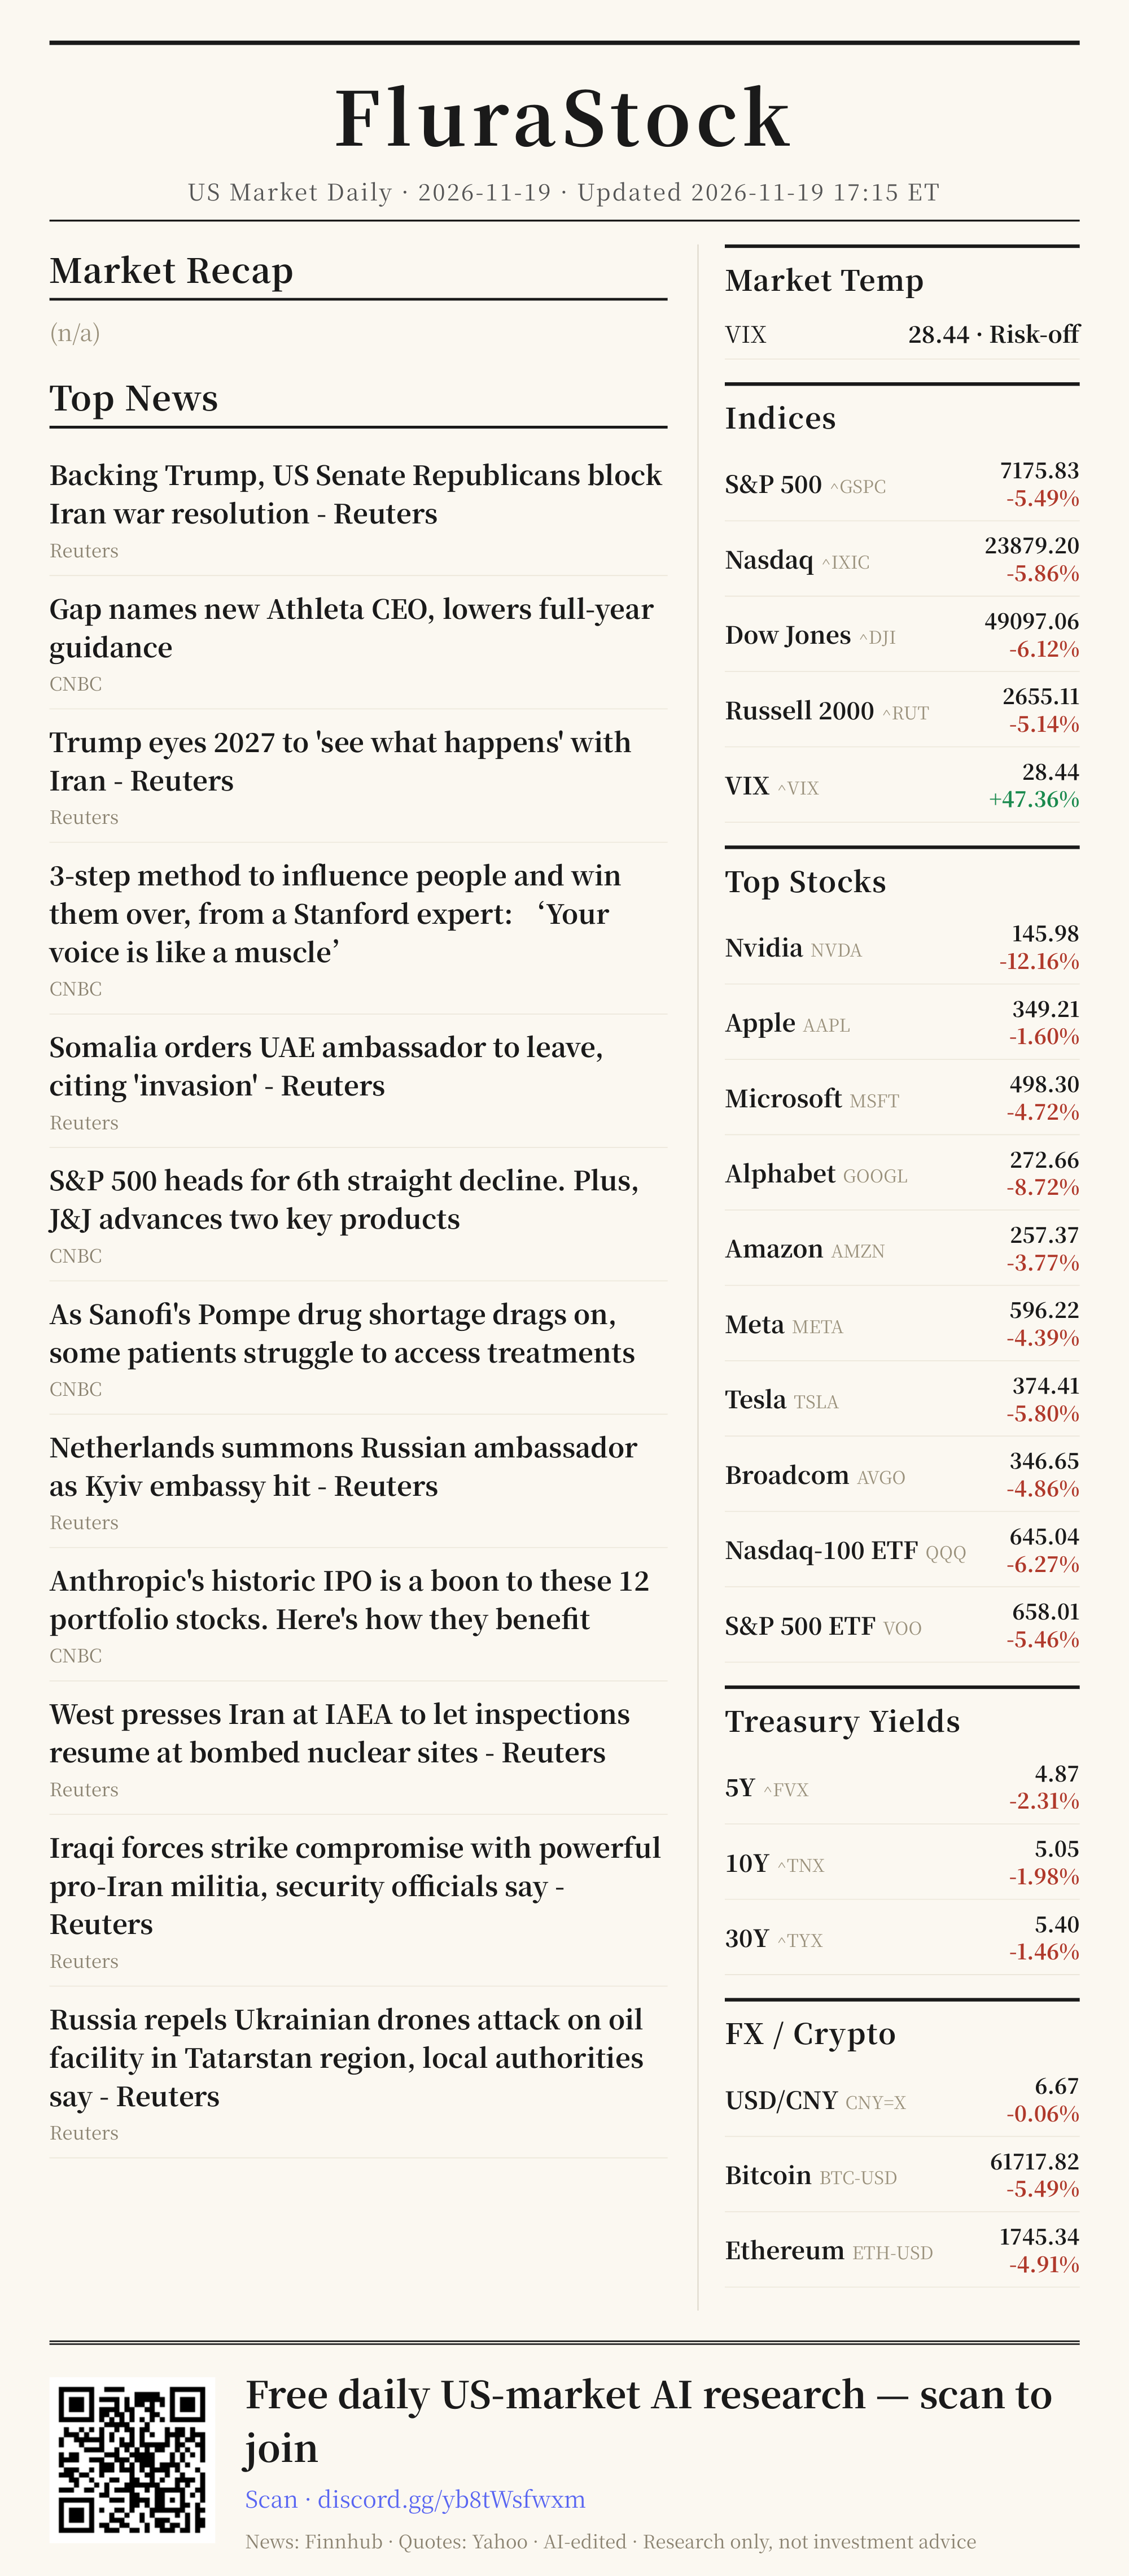 FluraStock
US Market Daily · 2026-11-19 · Updated 2026-11-19 17:15 ET
Market Recap
(n/a)
Top News
Backing Trump, US Senate Republicans block
Iran war resolution - Reuters
Reuters
Gap names new Athleta CEO, lowers full-year
guidance
CNBC
Trump eyes 2027 to 'see what happens' with
Iran - Reuters
Reuters
3-step method to influence people and win
them over, from a Stanford expert: ‘Your
voice is like a muscle’
CNBC
Somalia orders UAE ambassador to leave,
citing 'invasion' - Reuters
Reuters
S&P 500 heads for 6th straight decline. Plus,
J&J advances two key products
CNBC
As Sanofi's Pompe drug shortage drags on,
some patients struggle to access treatments
CNBC
Netherlands summons Russian ambassador
as Kyiv embassy hit - Reuters
Reuters
Anthropic's historic IPO is a boon to these 12
portfolio stocks. Here's how they benefit
CNBC
West presses Iran at IAEA to let inspections
resume at bombed nuclear sites - Reuters
Reuters
Iraqi forces strike compromise with powerful
pro-Iran militia, security officials say -
Reuters
Reuters
Russia repels Ukrainian drones attack on oil
facility in Tatarstan region, local authorities
say - Reuters
Reuters
Market Temp
VIX 28.44 · Risk-off
Indices
S&P 500 ^GSPC 7175.83
-5.49%
Nasdaq ^IXIC 23879.20
-5.86%
Dow Jones ^DJI 49097.06
-6.12%
Russell 2000 ^RUT 2655.11
-5.14%
VIX ^VIX 28.44
+47.36%
Top Stocks
Nvidia NVDA 145.98
-12.16%
Apple AAPL 349.21
-1.60%
Microsoft MSFT 498.30
-4.72%
Alphabet GOOGL 272.66
-8.72%
Amazon AMZN 257.37
-3.77%
Meta META 596.22
-4.39%
Tesla TSLA 374.41
-5.80%
Broadcom AVGO 346.65
-4.86%
Nasdaq-100 ETF QQQ 645.04
-6.27%
S&P 500 ETF VOO 658.01
-5.46%
Treasury Yields
5Y ^FVX 4.87
-2.31%
10Y ^TNX 5.05
-1.98%
30Y ^TYX 5.40
-1.46%
FX / Crypto
USD/CNY CNY=X 6.67
-0.06%
Bitcoin BTC-USD 61717.82
-5.49%
Ethereum ETH-USD 1745.34
-4.91%
Free daily US-market AI research — scan to
join
Scan · discord.gg/yb8tWsfwxm
News: Finnhub · Quotes: Yahoo · AI-edited · Research only, not investment advice